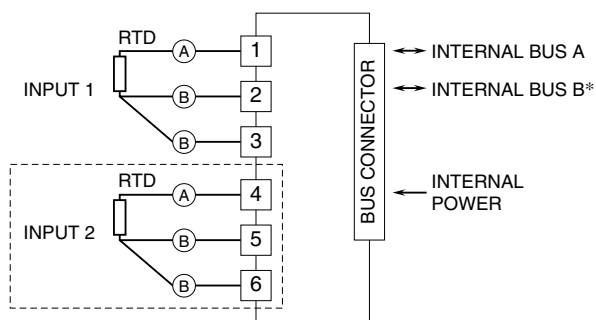 RTD
A
1
INPUT 1
B
2
B
3
RTD
A
4
INPUT 2
B
5
B
6
BUS CONNECTOR
INTERNAL BUS A
INTERNAL BUS B*
INTERNAL
POWER